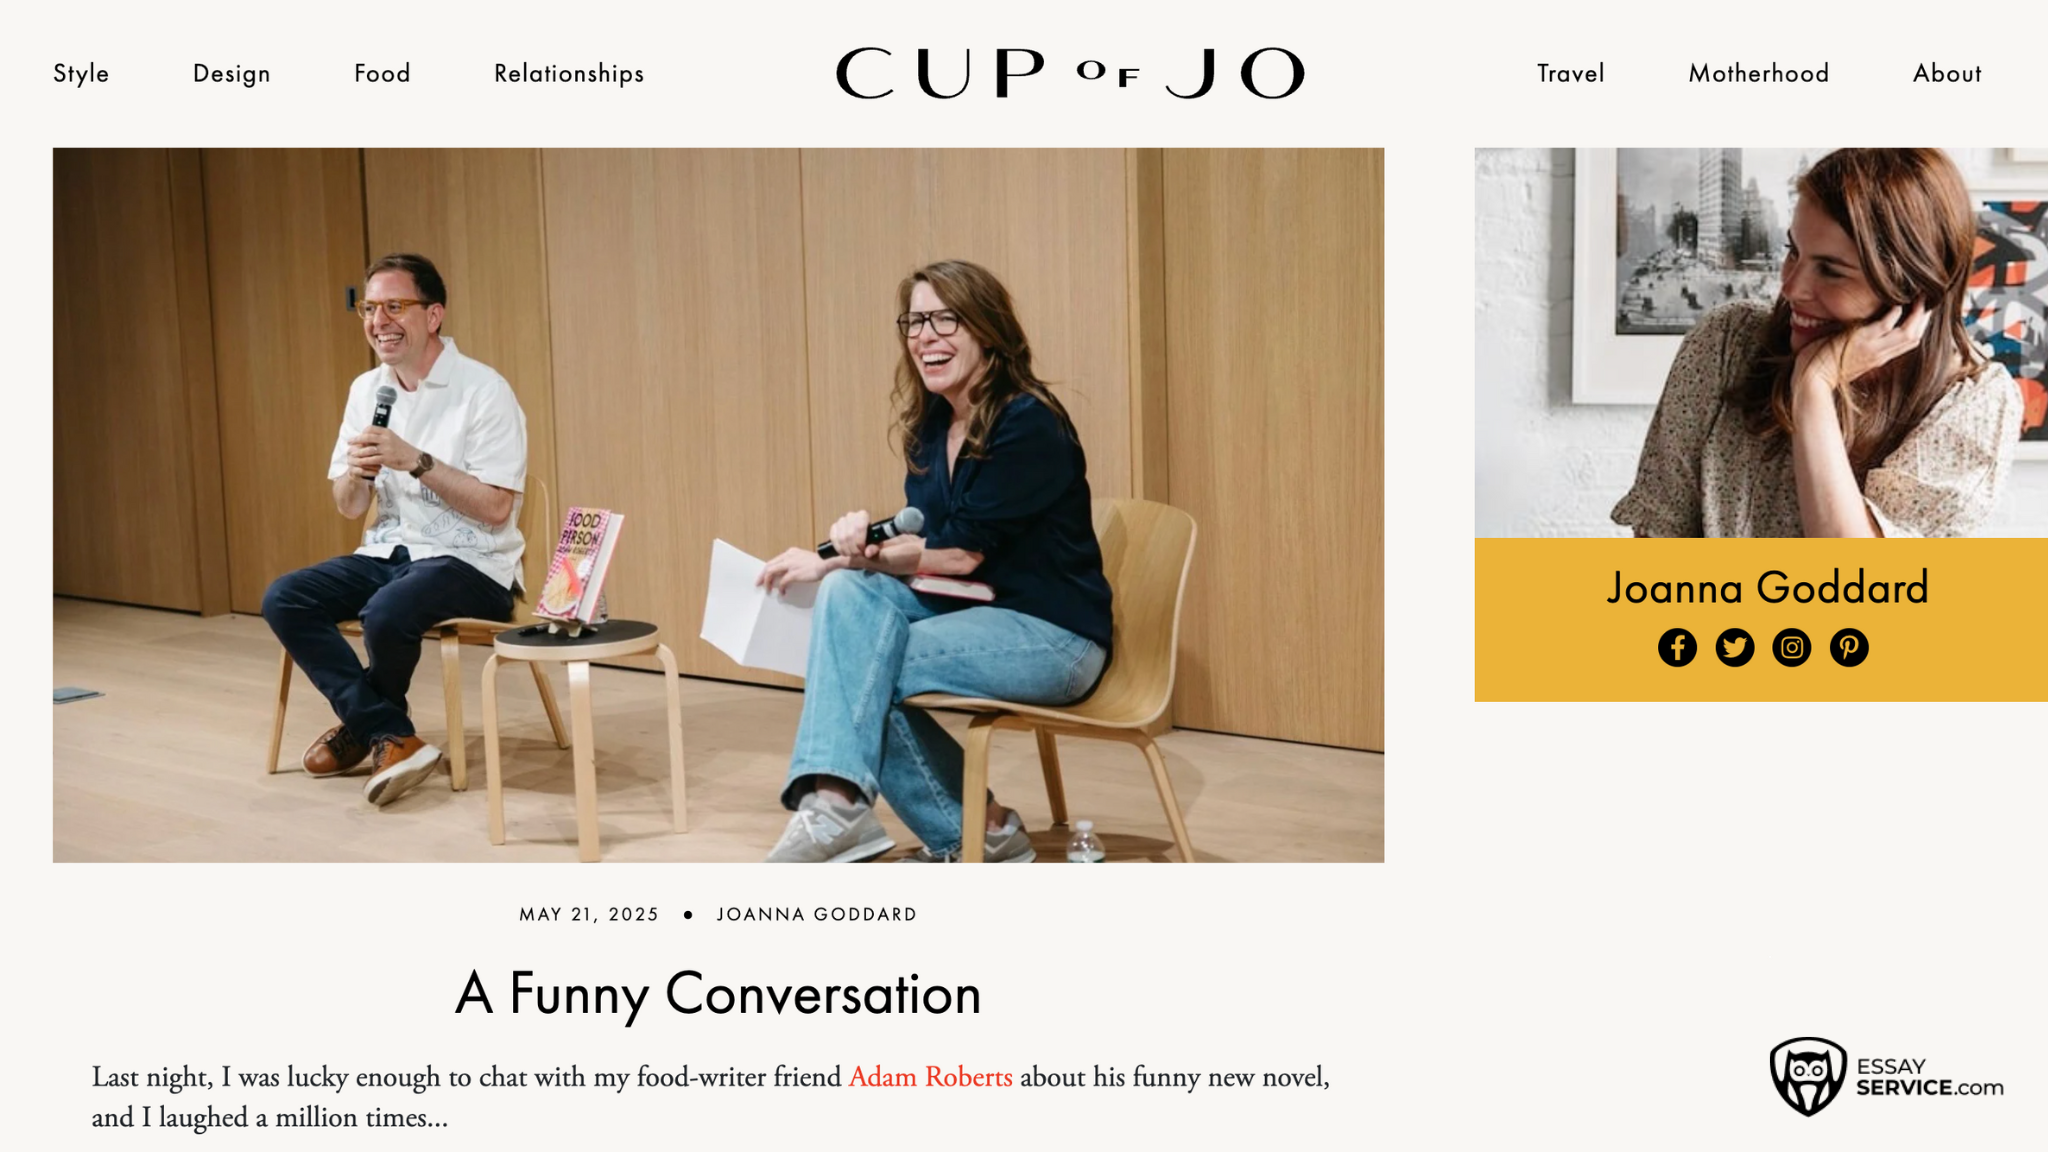 Style Design Food Relationships CUP OF JO Travel Motherhood About
FOOD
PERSON
Joanna Goddard
MAY 21, 2025 • JOANNA GODDARD
A Funny Conversation
Last night, I was lucky enough to chat with my food-writer friend Adam Roberts about his funny new novel,
and I laughed a million times...
ESSAY
SERVICE.com